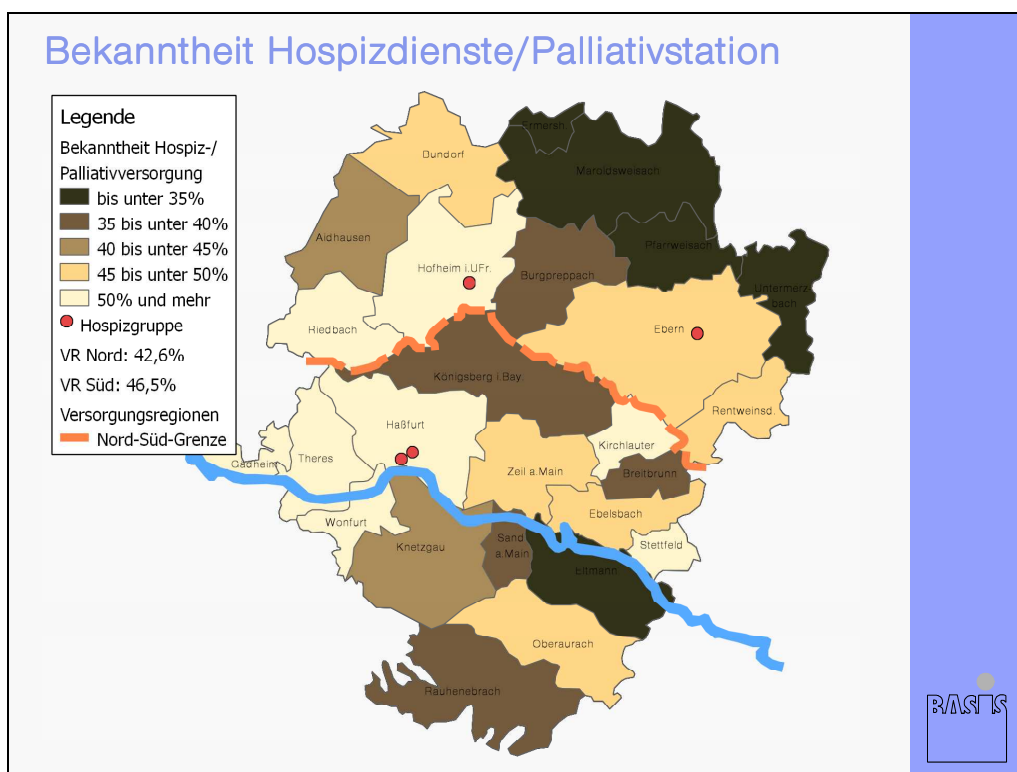 Bekanntheit Hospizdienste/Palliativstation
Legende
Bekanntheit Hospiz-/
Palliativversorgung
bis unter 35%
35 bis unter 40%
40 bis unter 45%
45 bis unter 50%
50% und mehr
Hospizgruppe
VR Nord: 42,6%
VR Süd: 46,5%
Versorgungsregionen
Nord-Süd-Grenze
Ermersh.
Dundorf
Maroldsweisach
Aidhausen
Pfarrweisach
Hofheim i.UFr.
Burgpreppach
Untermerz-
bach
Riedbach
Ebern
Königsberg i.Bay.
Rentweinsd.
Haßfurt
Kirchlauter
Gädheim
Theres
Zeil a.Main
Breitbrunn
Ebelsbach
Wonfurt
Knetzgau
Sand
a.Main
Stettfeld
Eltmann
Oberaurach
Rauhenebrach
BASIS